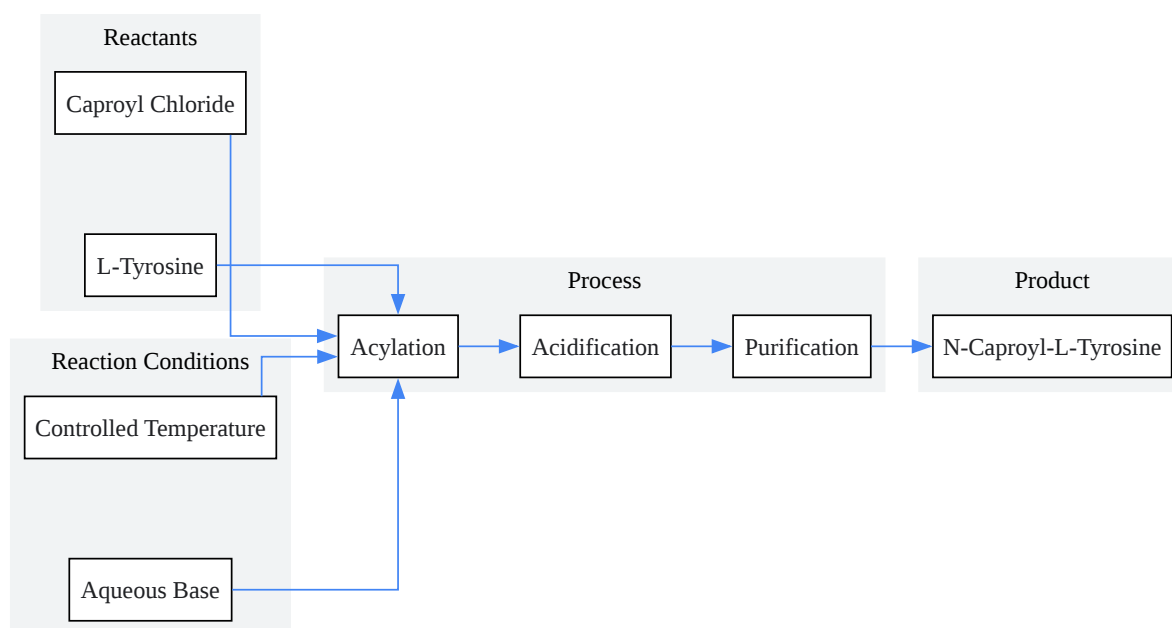 Reactants
Caproyl Chloride
L-Tyrosine
Reaction Conditions
Controlled Temperature
Aqueous Base
Process
Acylation
Acidification
Purification
Product
N-Caproyl-L-Tyrosine